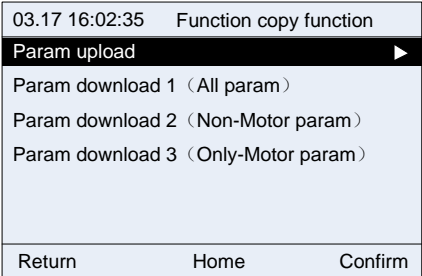 03.17 16:02:35 Function copy function
Param upload
Param download 1（All param）
Param download 2（Non-Motor param）
Param download 3（Only-Motor param）
Return Home Confirm